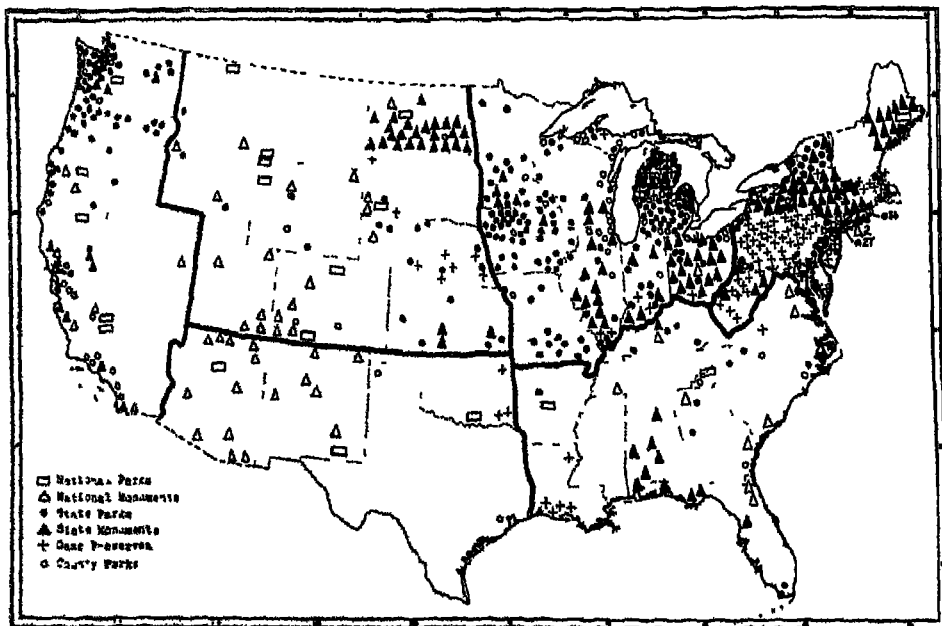 National Parks
National Monuments
State Parks
State Monuments
Game Preserves
County Parks